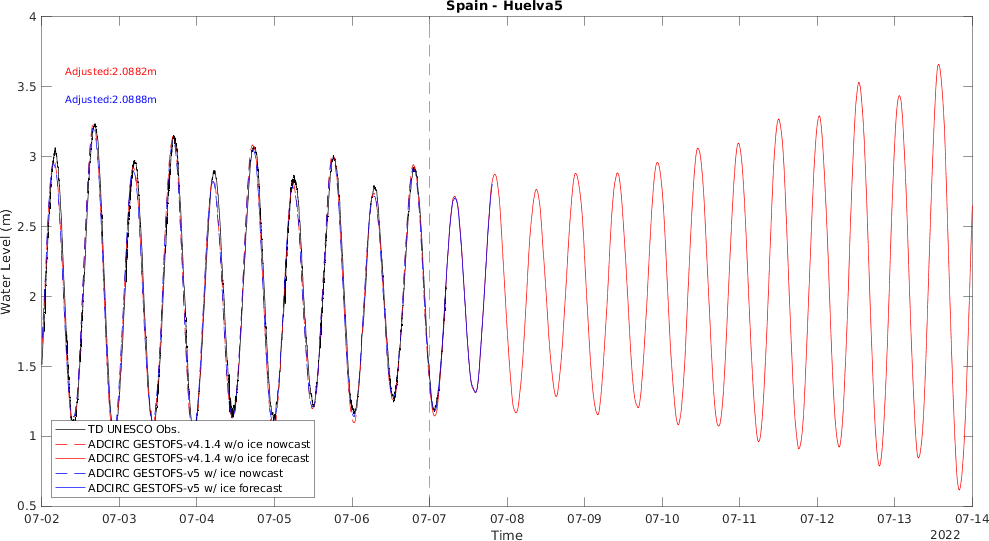 Spain - Huelva5
4
3.5
3
2.5
2
1.5
1
0.5
Water Level (m)
Adjusted:2.0882m
Adjusted:2.0888m
TD UNESCO Obs.
ADCIRC GESTOFS-v4.1.4 w/o ice nowcast
ADCIRC GESTOFS-v4.1.4 w/o ice forecast
ADCIRC GESTOFS-v5 w/ ice nowcast
ADCIRC GESTOFS-v5 w/ ice forecast
07-02 07-03 07-04 07-05 07-06 07-07 07-08 07-09 07-10 07-11 07-12 07-13 07-14
Time
2022